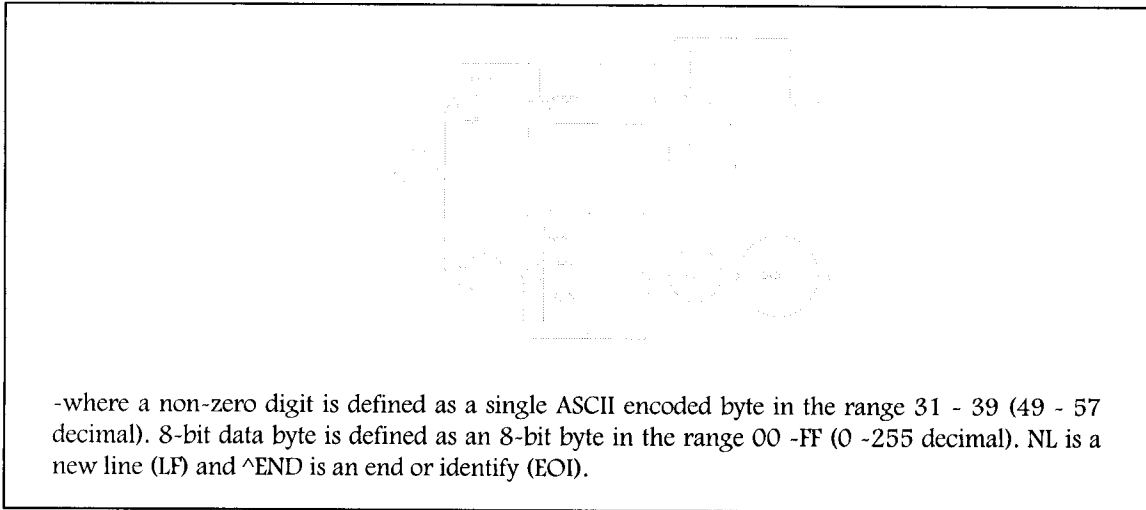 -where a non-zero digit is defined as a single ASCII encoded byte in the range 31 - 39 (49 - 57
decimal). 8-bit data byte is defined as an 8-bit byte in the range 00 -FF (0 -255 decimal). NL is a
new line (LF) and ^END is an end or identify (EOI).